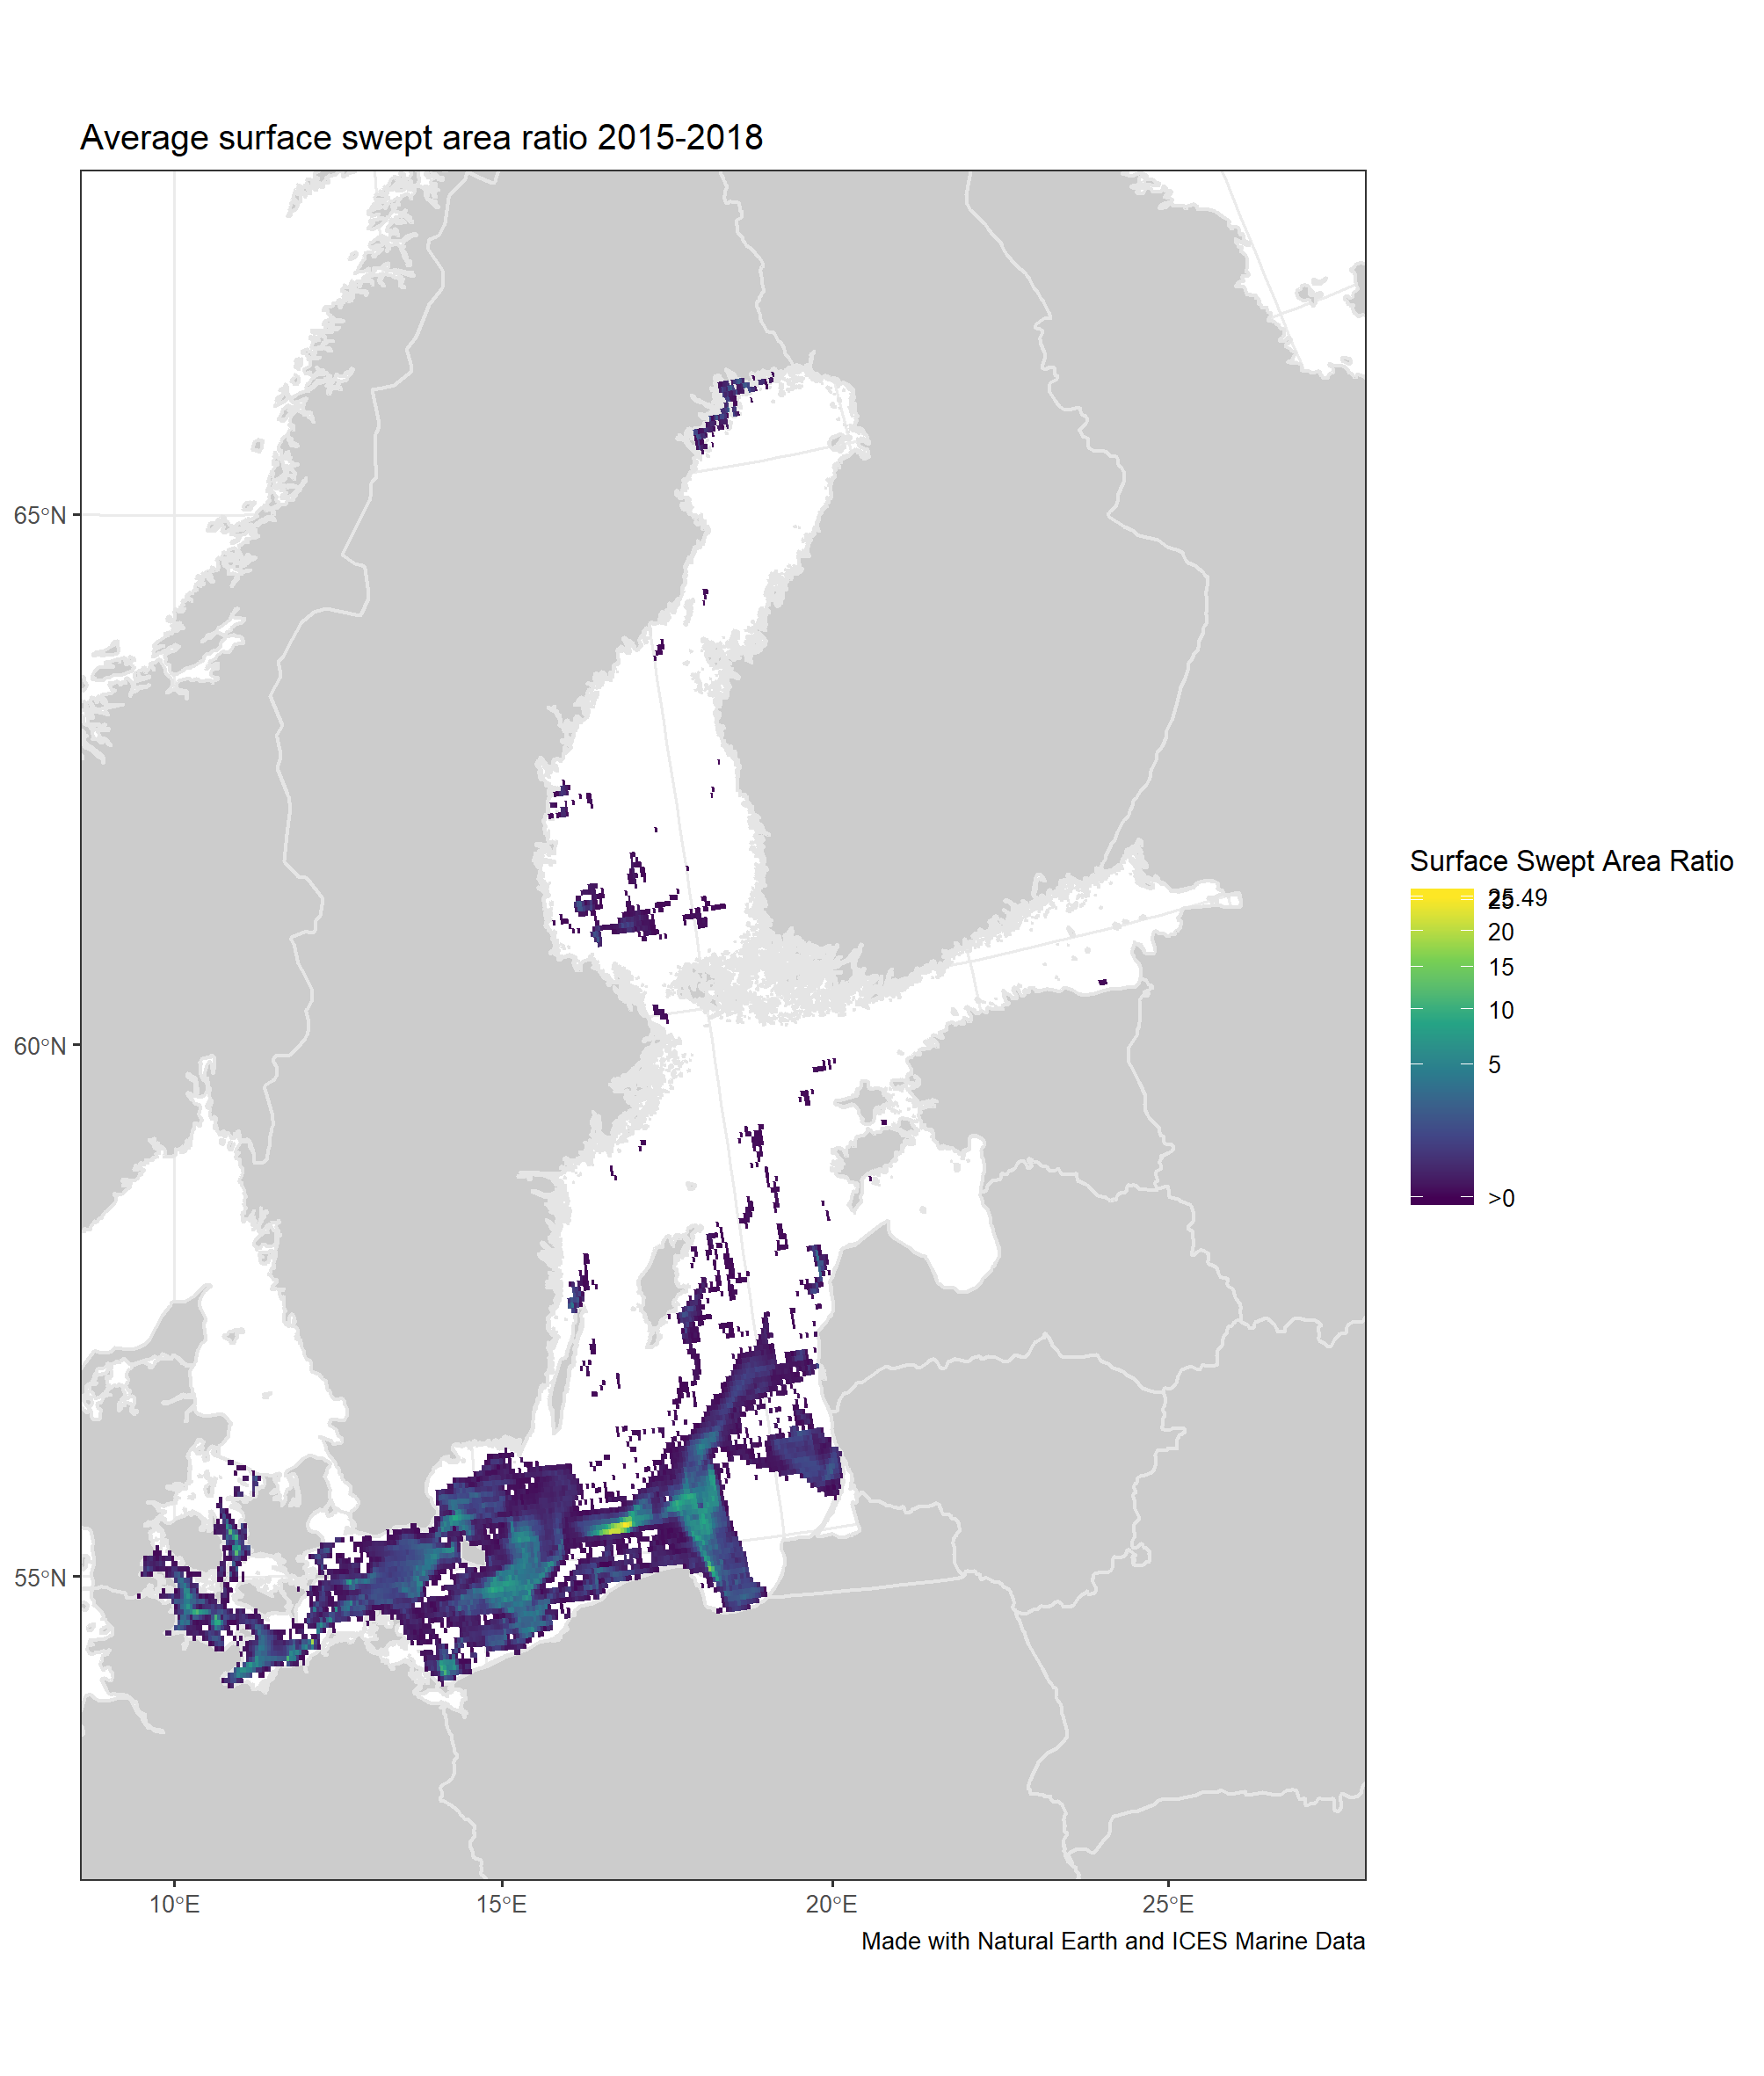 Average surface swept area ratio 2015-2018
65°N
60°N
55°N
10°E
15°E
20°E
25°E
Surface Swept Area Ratio
25.49
25
20
15
10
5
>0
Made with Natural Earth and ICES Marine Data